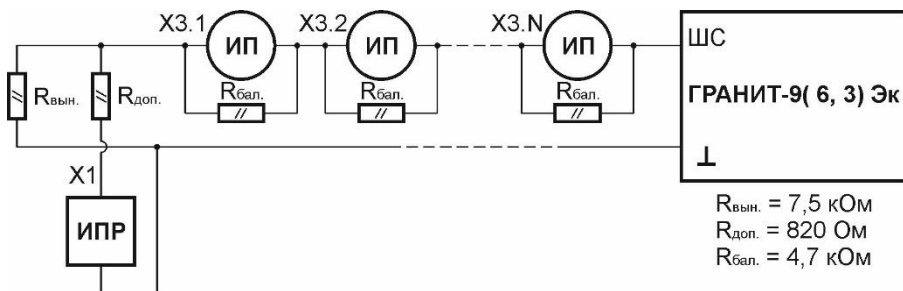 X3.1
X3.2
X3.N
ИП
ИП
ИП
ШС
Rвын.
Rдоп.
Rбал.
Rбал.
Rбал.
ГРАНИТ-9( 6, 3) Эк
⊥
X1
ИПР
Rвын. = 7,5 кОм
Rдоп. = 820 Ом
Rбал. = 4,7 кОм